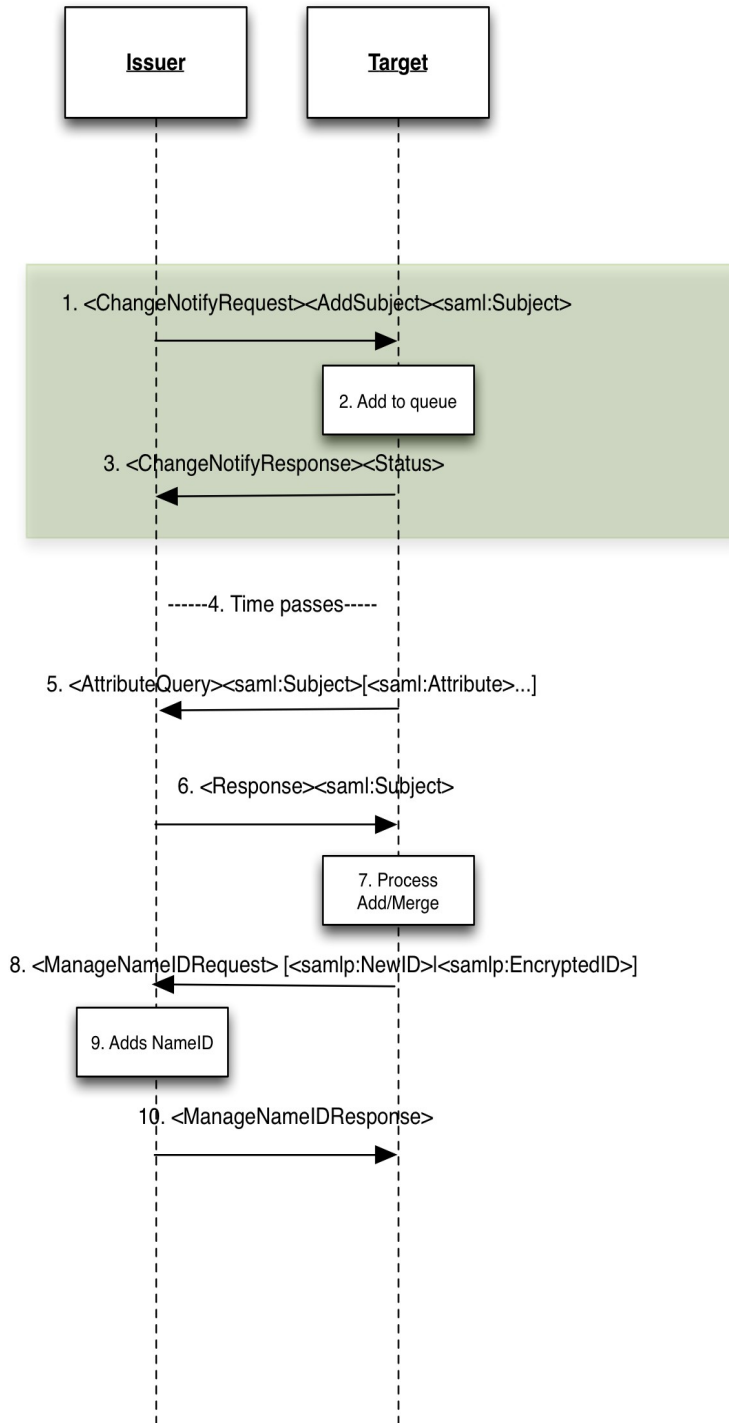 Issuer
Target
1. <ChangeNotifyRequest><AddSubject><saml:Subject>
2. Add to queue
3. <ChangeNotifyResponse><Status>
------4. Time passes-----
5. <AttributeQuery><saml:Subject>[<saml:Attribute>...]
6. <Response><saml:Subject>
7. Process
Add/Merge
8. <ManageNameIDRequest> [<samlp:NewID>|<samlp:EncryptedID>]
9. Adds NameID
10. <ManageNameIDResponse>